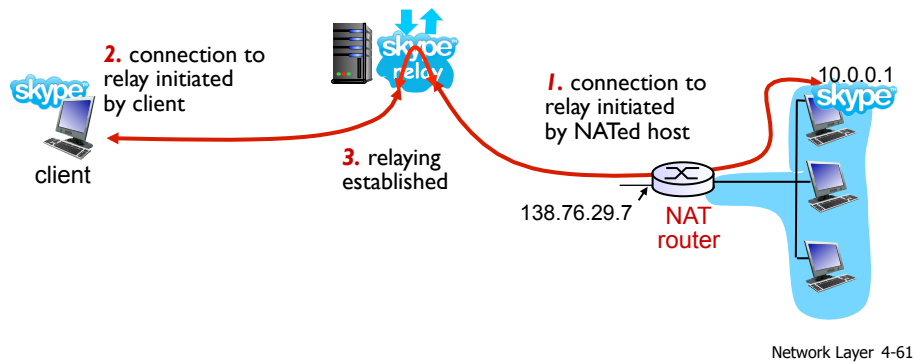 2. connection to
relay initiated
by client
skype
client
skype
relay
3. relaying
established
1. connection to
relay initiated
by NATed host
10.0.0.1
skype
138.76.29.7
NAT
router
Network Layer 4-61